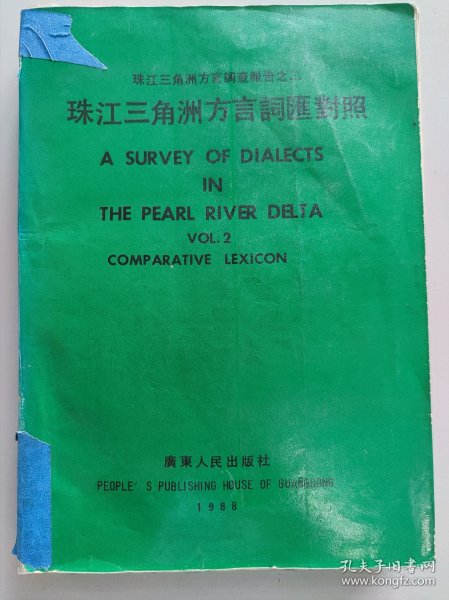 珠江三角洲方言調查報告之二
珠江三角洲方言詞匯對照
A SURVEY OF DIALECTS
IN
THE PEARL RIVER DELTA
VOL.2
COMPARATIVE LEXICON
廣東人民出版社
PEOPLE' S PUBLISHING HOUSE OF GUANGDONG
1988
孔夫子旧书网
www.kongfz.com